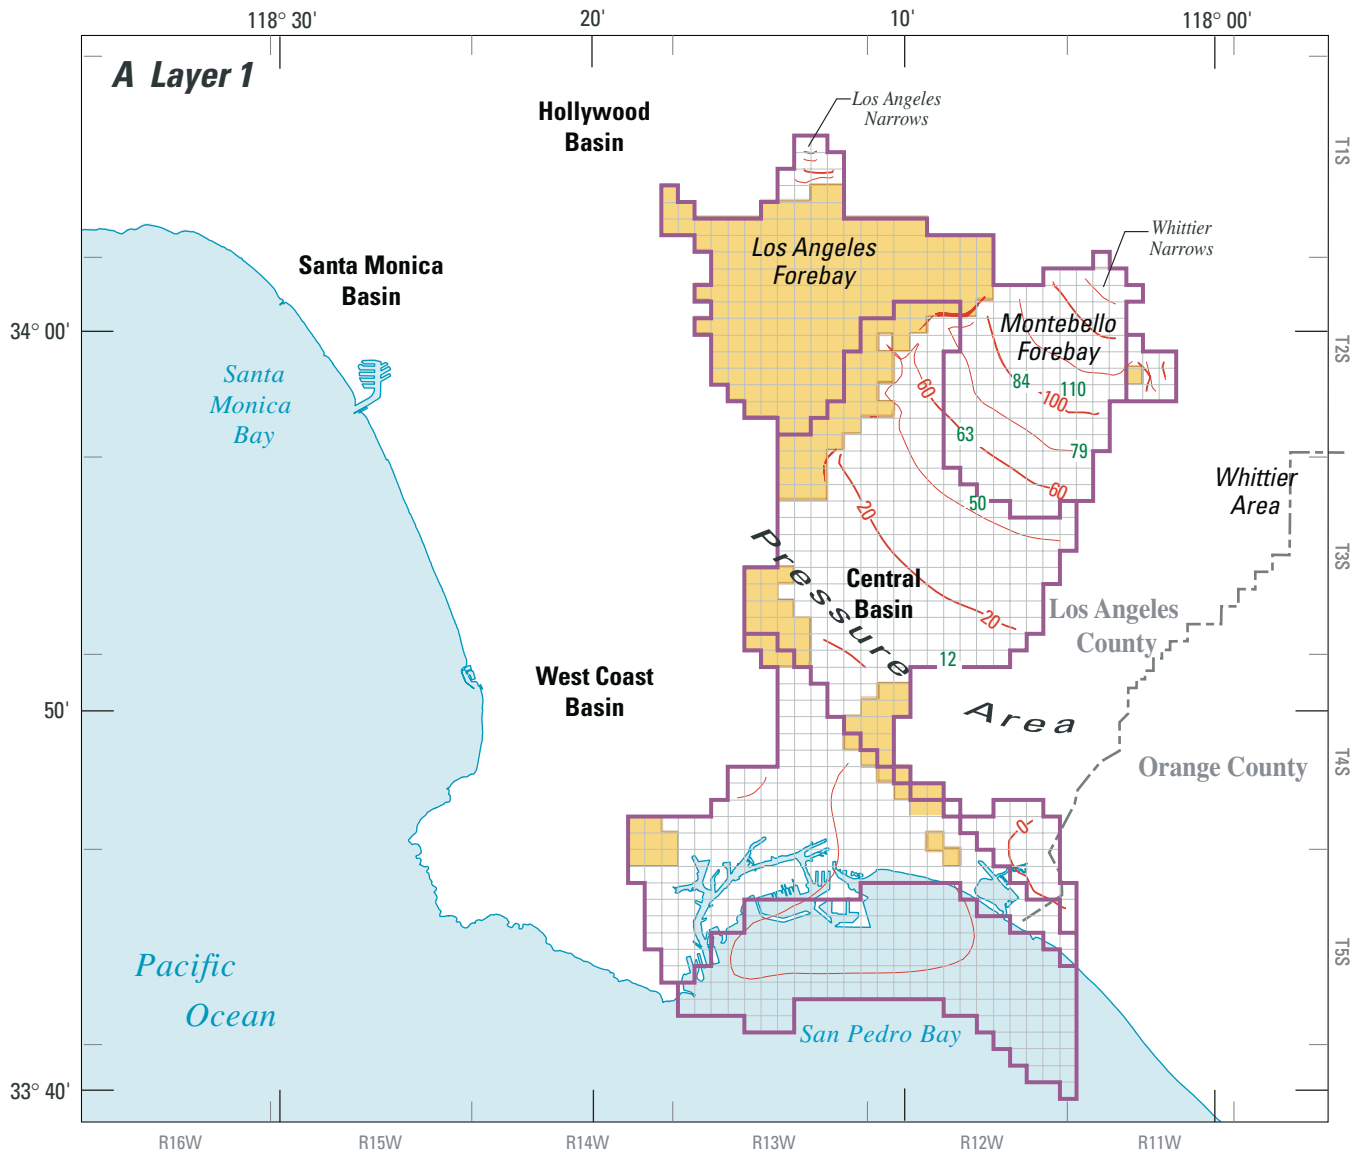 118° 30'
20'
10'
118° 00'
A Layer 1
Hollywood
Basin
Los Angeles
Narrows
T1S
Whittier
Narrows
Los Angeles
Forebay
Santa Monica
Basin
34° 00'
Montebello
Forebay
T2S
Santa
Monica
Bay
60
84
110
100
63
79
60
50
20
Whittier
Area
Pressure
T3S
Central
Basin
20
Los Angeles
County
12
West Coast
Basin
50'
Area
T4S
Orange County
0
Pacific
Ocean
T5S
San Pedro Bay
33° 40'
R16W
R15W
R14W
R13W
R12W
R11W